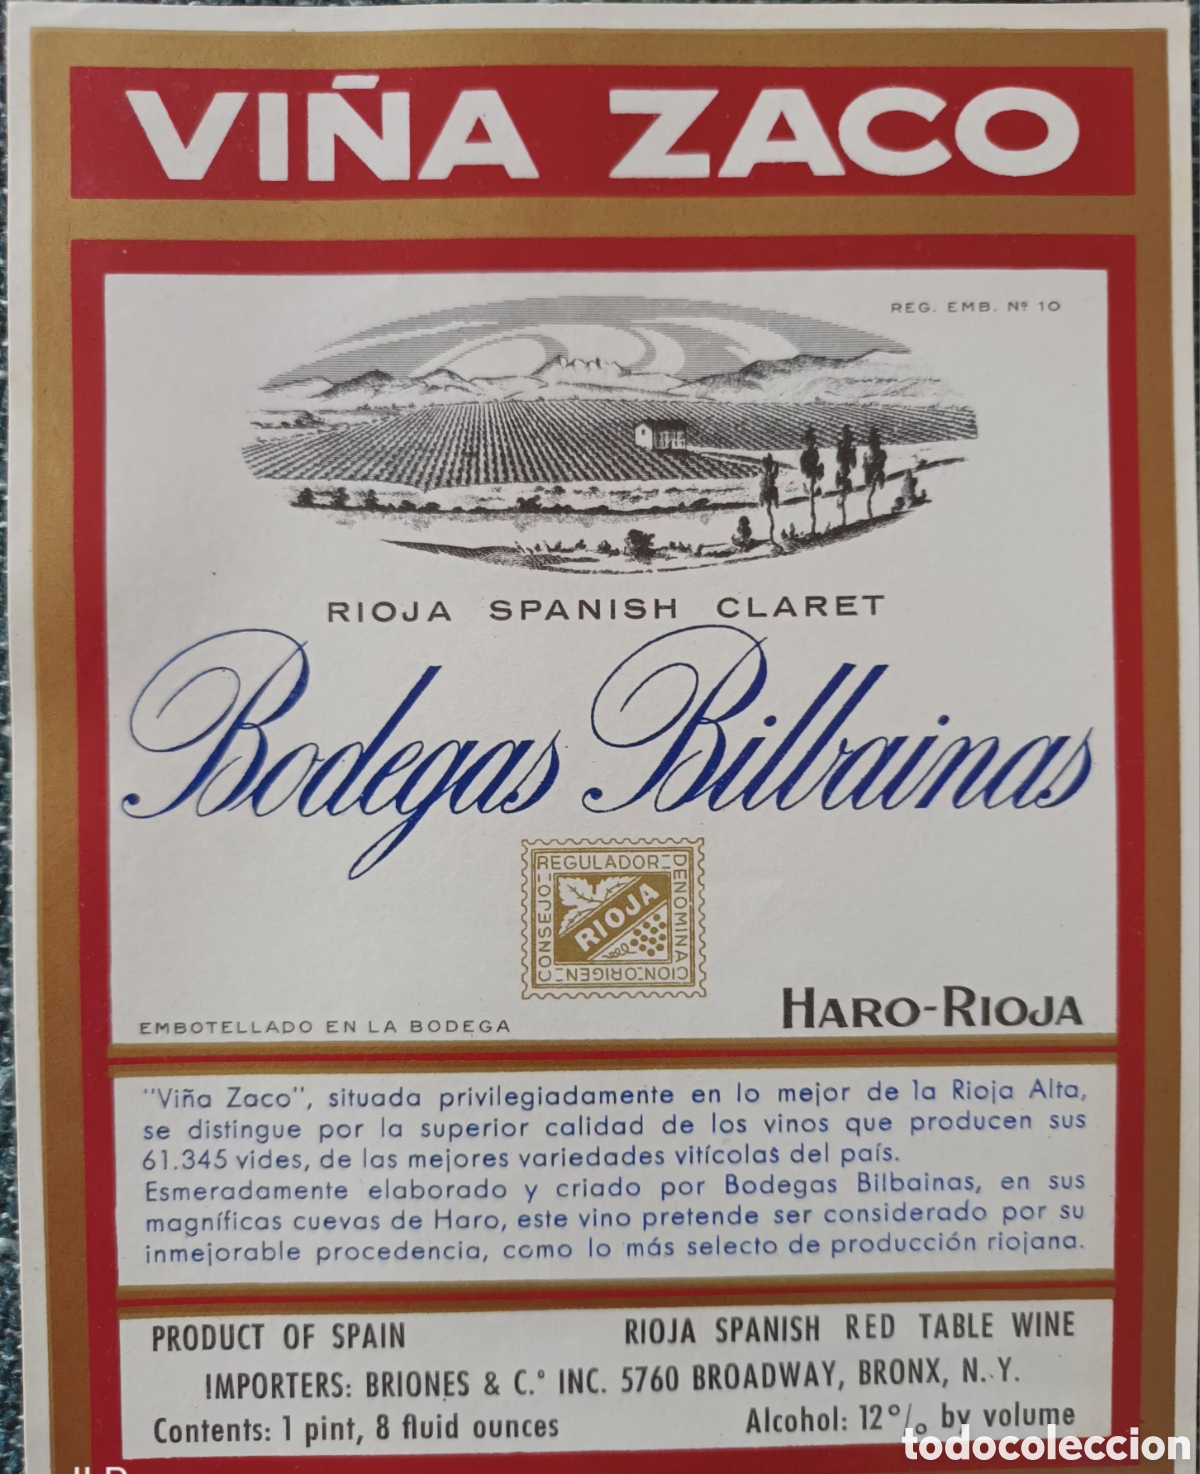 VIÑA ZACO
REG. EMB. Nº 10
RIOJA SPANISH CLARET
Bodegas Bilbainas
CONSEJO REGULADOR DENOMINACION ORIGEN
RIOJA
EMBOTELLADO EN LA BODEGA
HARO-RIOJA
"Viña Zaco", situada privilegiadamente en lo mejor de la Rioja Alta,
se distingue por la superior calidad de los vinos que producen sus
61.345 vides, de las mejores variedades vitícolas del país.
Esmeradamente elaborado y criado por Bodegas Bilbainas, en sus
magníficas cuevas de Haro, este vino pretende ser considerado por su
inmejorable procedencia, como lo más selecto de producción riojana.
PRODUCT OF SPAIN
RIOJA SPANISH RED TABLE WINE
IMPORTERS: BRIONES & C.º INC. 5760 BROADWAY, BRONX, N. Y.
Contents: 1 pint, 8 fluid ounces
Alcohol: 12º/o by volume
todocoleccion